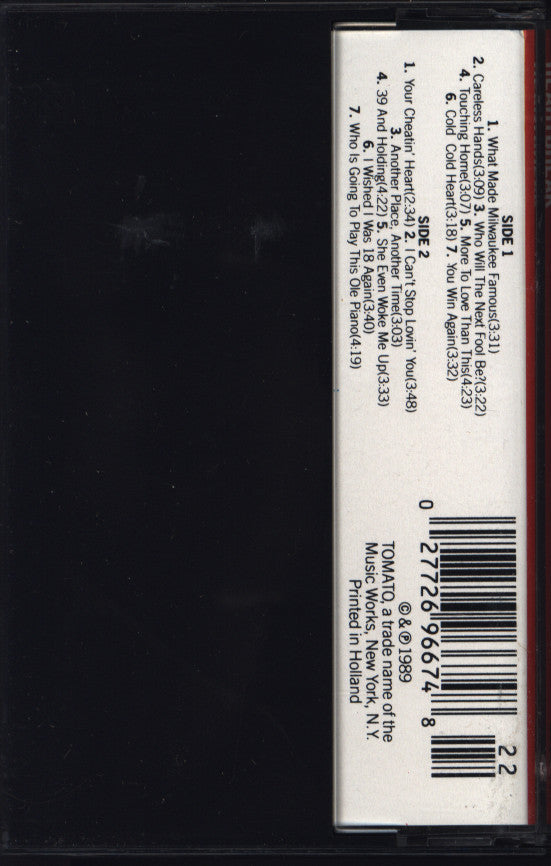 SIDE 1
1. What Made Milwaukee Famous(3:31)
2. Careless Hands(3:09) 3. Who Will The Next Fool Be?(3:22)
4. Touching Home(3:07) 5. More To Love Than This(4:23)
6. Cold Cold Heart(3:18) 7. You Win Again(3:32)
SIDE 2
1. Your Cheatin' Heart(2:34) 2. I Can't Stop Lovin' You(3:48)
3. Another Place, Another Time(3:03)
4. 39 And Holding(4:22) 5. She Even Woke Me Up(3:33)
6. I Wished I Was 18 Again(3:40)
7. Who Is Going To Play This Ole Piano(4:19)
22
0 27726 96674 8
© & ℗ 1989
TOMATO, a trade name of the
Music Works, New York, N.Y.
Printed in Holland